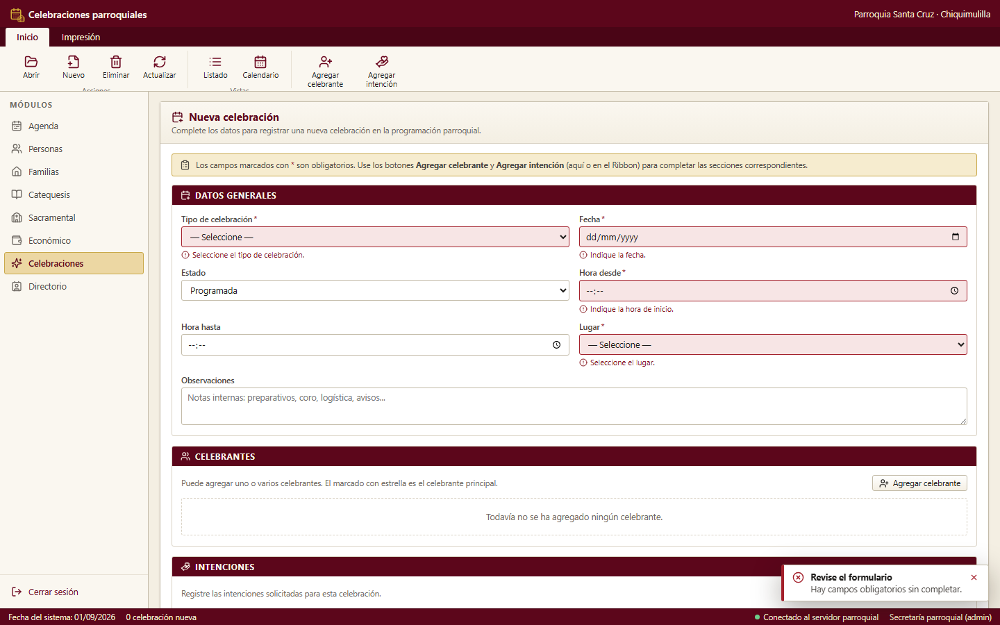 Celebraciones parroquiales
Parroquia Santa Cruz · Chiquimulilla
Inicio
Impresión
Abrir
Nuevo
Eliminar
Actualizar
Acciones
Listado
Calendario
Vistas
Agregar
celebrante
Agregar
intención
MÓDULOS
Agenda
Personas
Familias
Catequesis
Sacramental
Económico
Celebraciones
Directorio
Cerrar sesión
Nueva celebración
Complete los datos para registrar una nueva celebración en la programación parroquial.
Los campos marcados con * son obligatorios. Use los botones Agregar celebrante y Agregar intención (aquí o en el Ribbon) para completar las secciones correspondientes.
DATOS GENERALES
Tipo de celebración *
— Seleccione —
Seleccione el tipo de celebración.
Fecha *
dd/mm/yyyy
Indique la fecha.
Estado
Programada
Hora desde *
--:--
Indique la hora de inicio.
Hora hasta
--:--
Lugar *
— Seleccione —
Seleccione el lugar.
Observaciones
Notas internas: preparativos, coro, logística, avisos...
CELEBRANTES
Puede agregar uno o varios celebrantes. El marcado con estrella es el celebrante principal.
Agregar celebrante
Todavía no se ha agregado ningún celebrante.
INTENCIONES
Registre las intenciones solicitadas para esta celebración.
Revise el formulario
Hay campos obligatorios sin completar.
Fecha del sistema: 01/09/2026
0 celebración nueva
Conectado al servidor parroquial
Secretaría parroquial (admin)